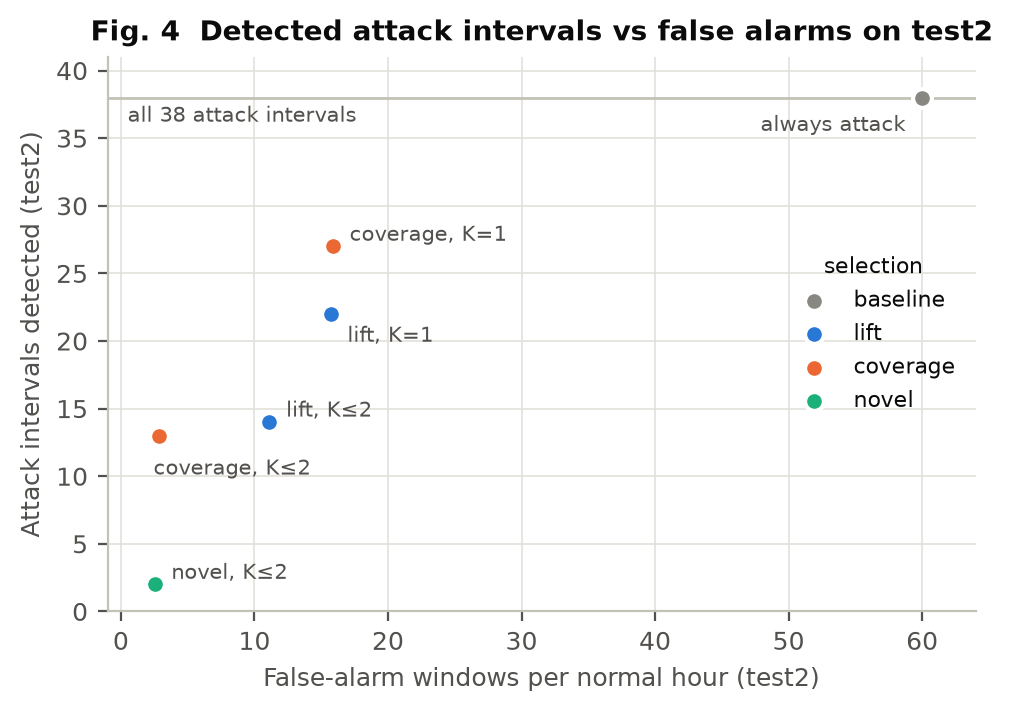 Fig. 4  Detected attack intervals vs false alarms on test2
Attack intervals detected (test2)
40
35
30
25
20
15
10
5
0
all 38 attack intervals
always attack
coverage, K=1
lift, K=1
lift, K≤2
coverage, K≤2
novel, K≤2
selection
baseline
lift
coverage
novel
0 10 20 30 40 50 60
False-alarm windows per normal hour (test2)